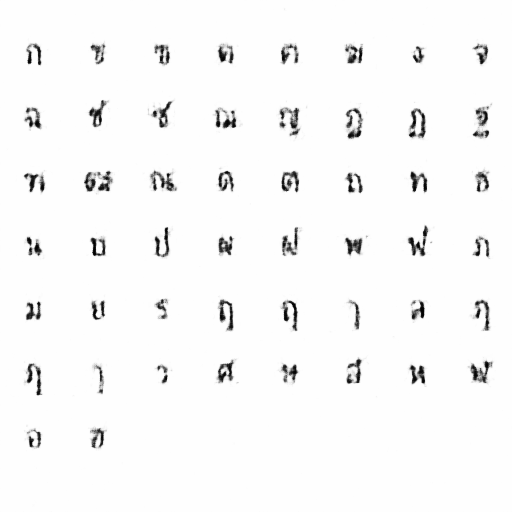 ก ข ฃ ค ฅ ฆ ง จ
ฉ ช ซ ฌ ญ ฎ ฏ ฐ
ฑ ฒ ณ ด ต ถ ท ธ
น บ ป ผ ฝ พ ฟ ภ
ม ย ร ฤ ฤ ๅ ล ฦ
ฦ ๅ ว ศ ษ ส ห ฬ
อ ฮ